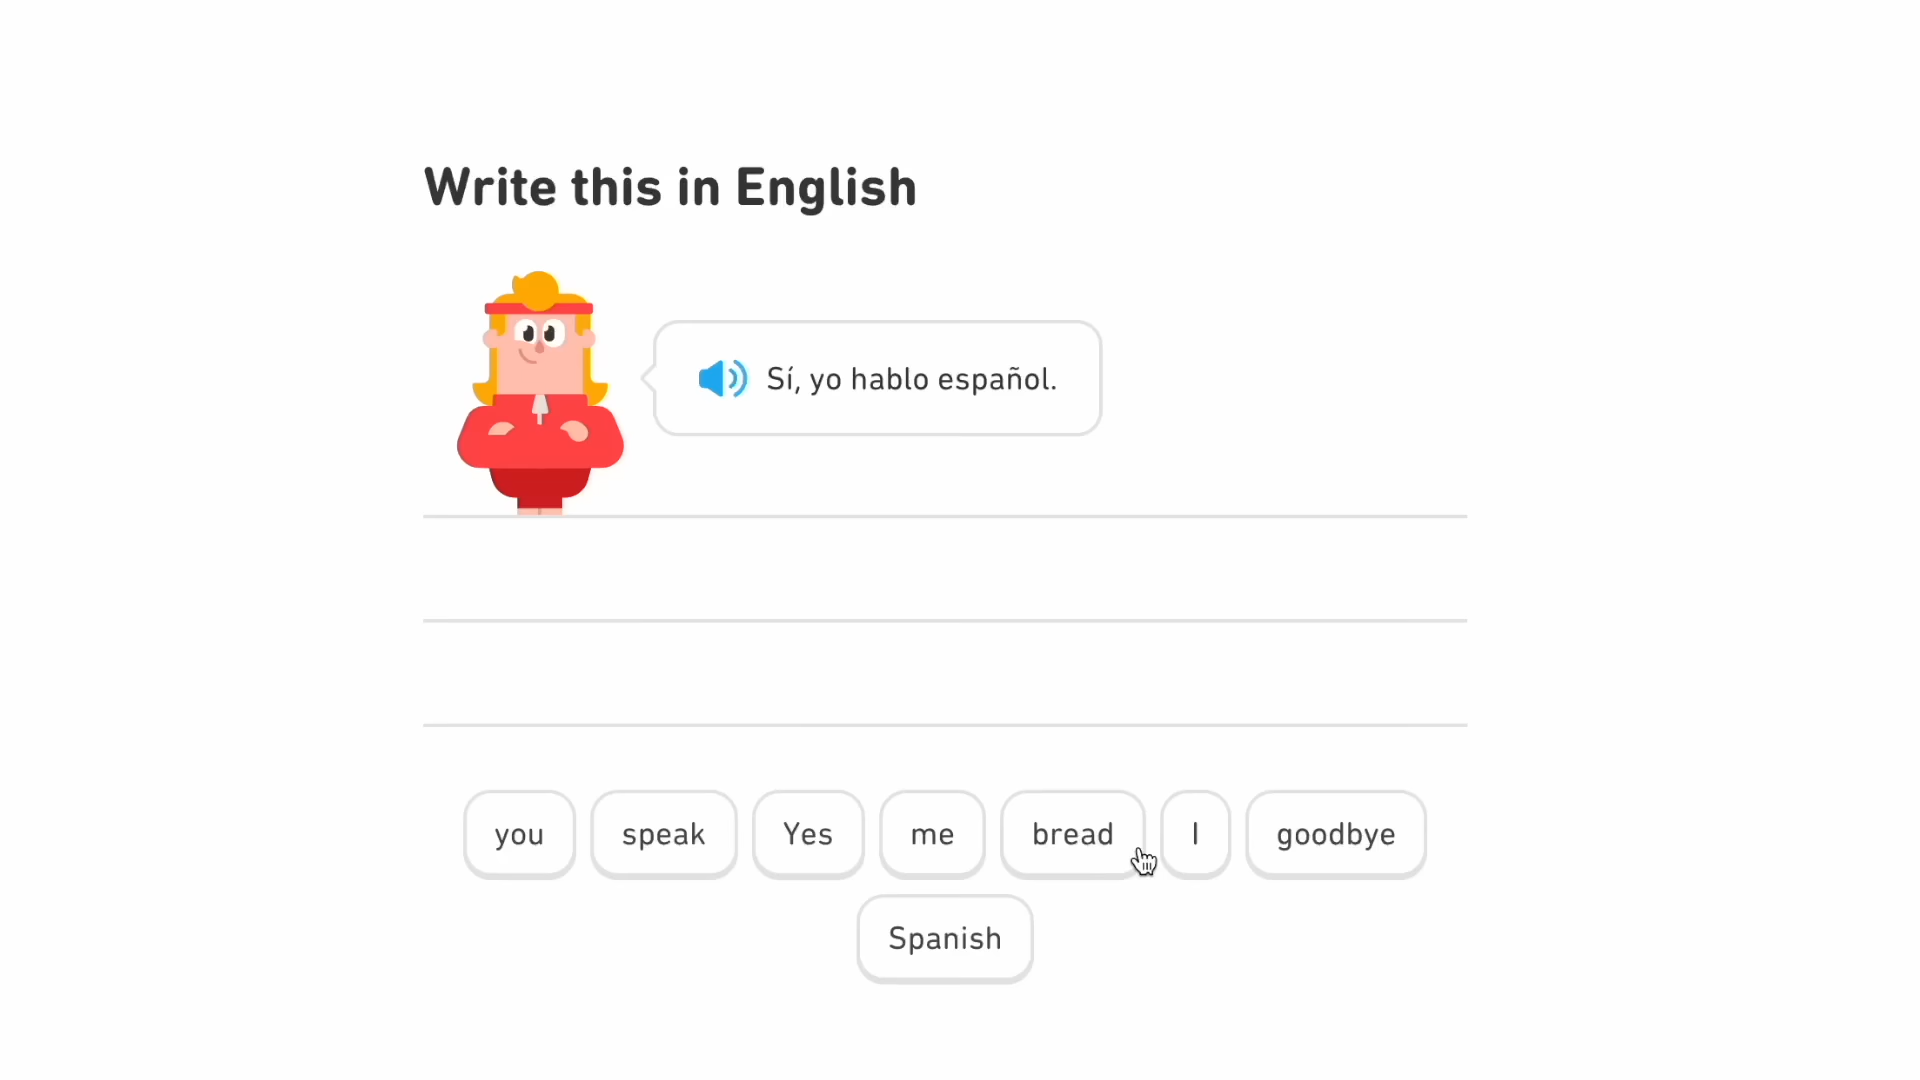 Write this in English
Sí, yo hablo español.
you speak Yes me bread I goodbye
Spanish